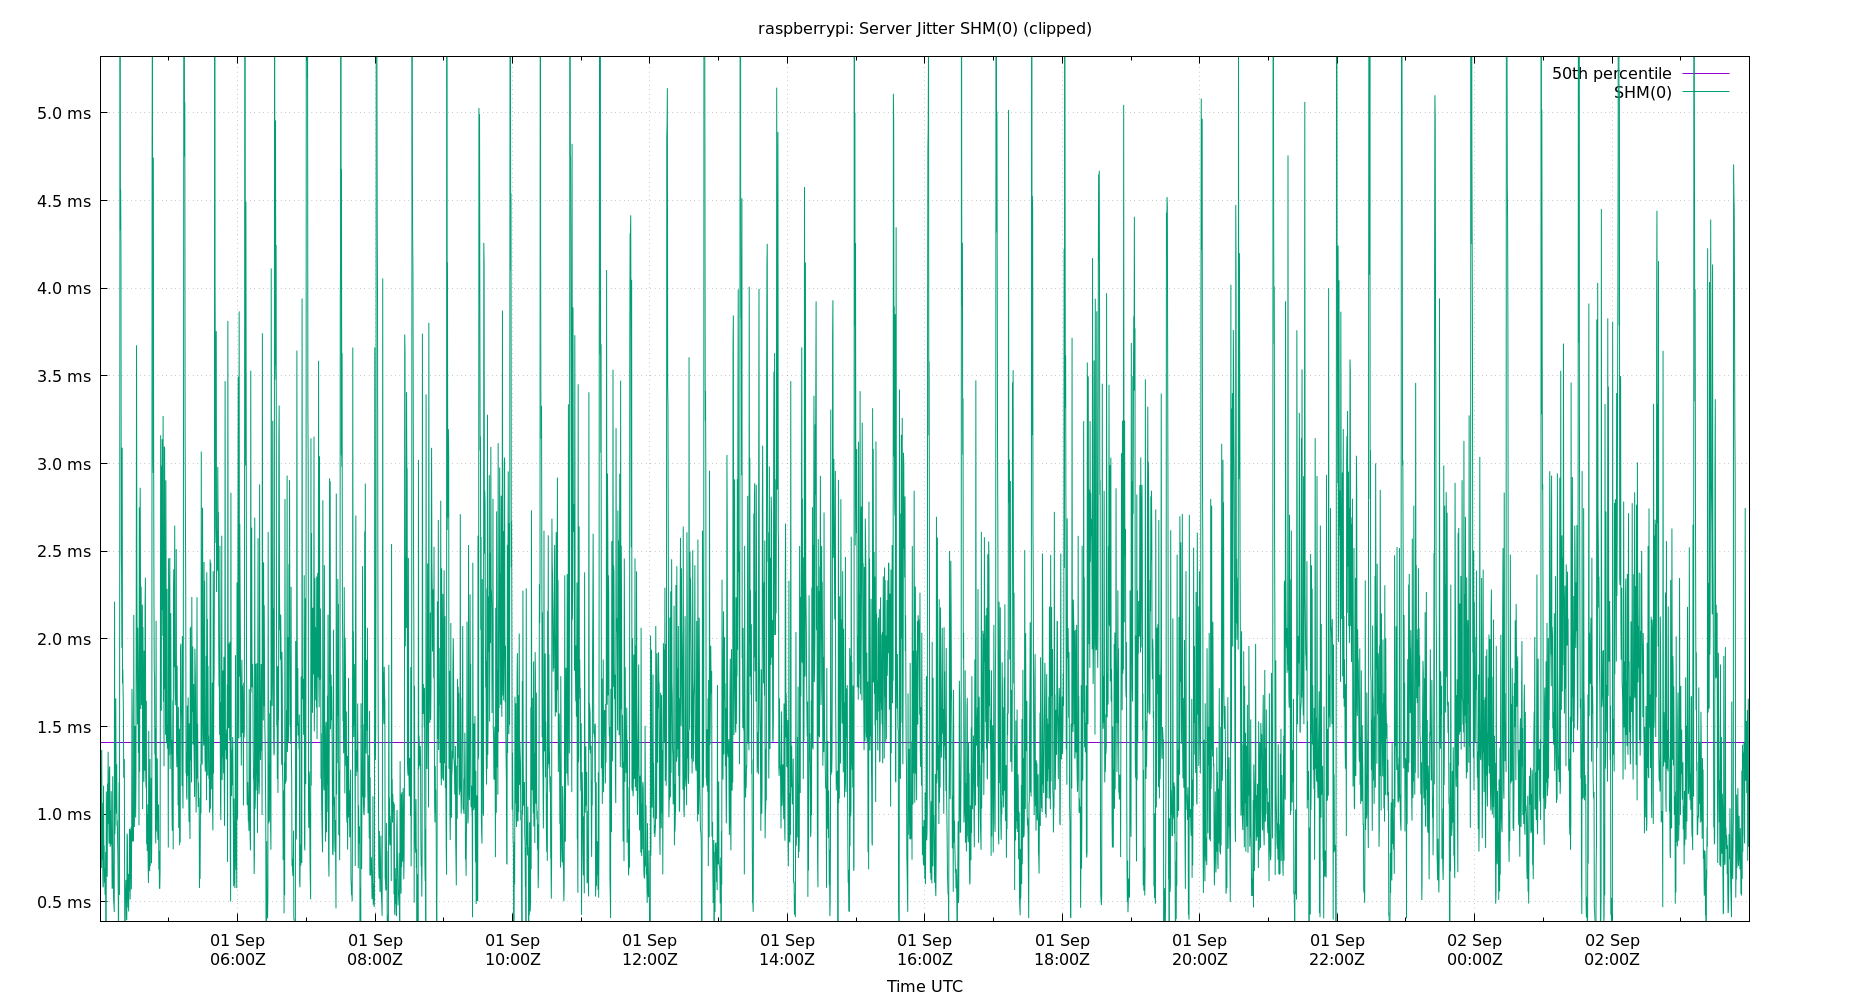 raspberrypi: Server Jitter SHM(0) (clipped)
50th percentile
SHM(0)
5.0 ms
4.5 ms
4.0 ms
3.5 ms
3.0 ms
2.5 ms
2.0 ms
1.5 ms
1.0 ms
0.5 ms
01 Sep 01 Sep 01 Sep 01 Sep 01 Sep 01 Sep 01 Sep 01 Sep 01 Sep 02 Sep 02 Sep
06:00Z 08:00Z 10:00Z 12:00Z 14:00Z 16:00Z 18:00Z 20:00Z 22:00Z 00:00Z 02:00Z
Time UTC